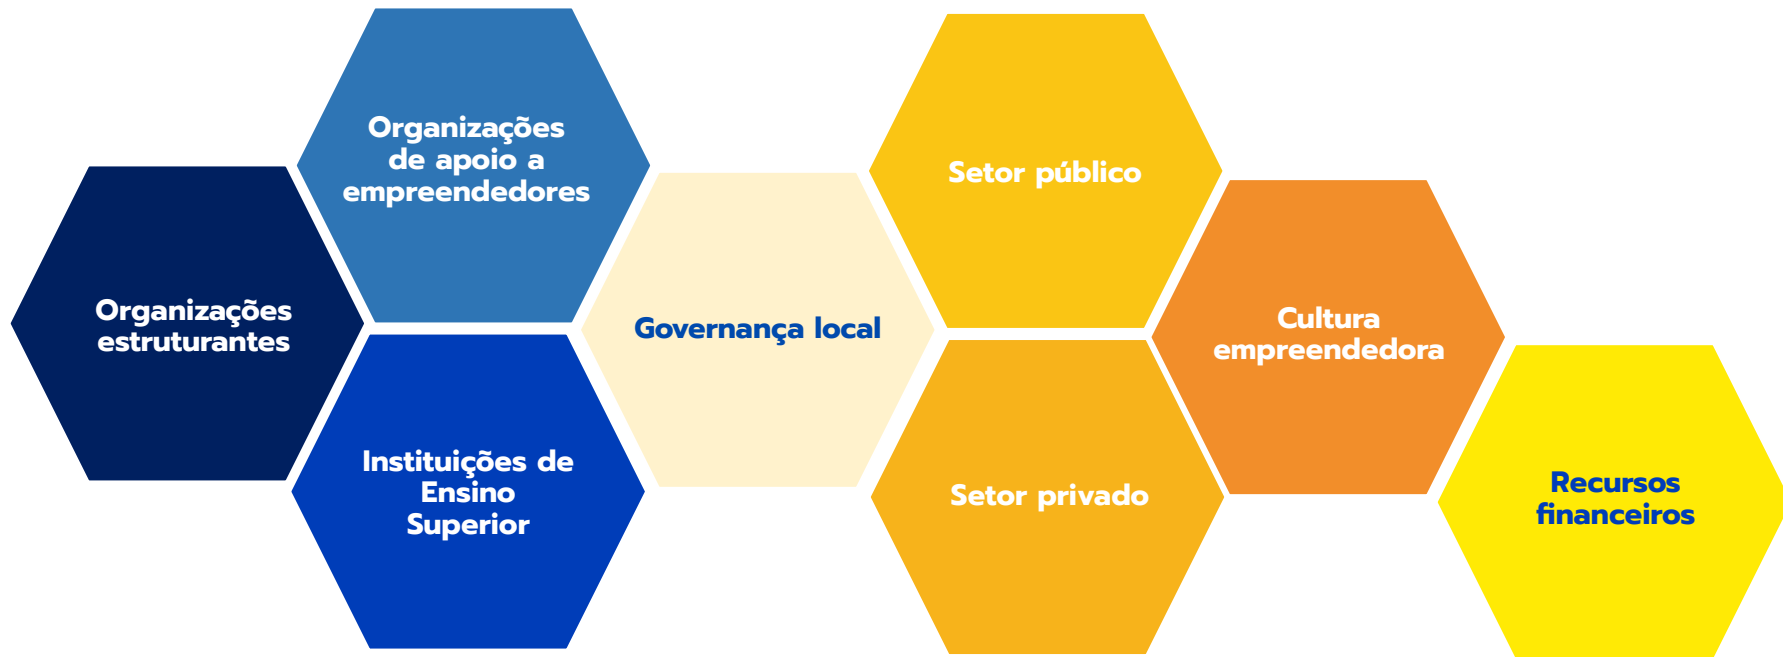 Organizações
estruturantes
Organizações
de apoio a
empreendedores
Instituições de
Ensino
Superior
Governança local
Setor público
Setor privado
Cultura
empreendedora
Recursos
financeiros